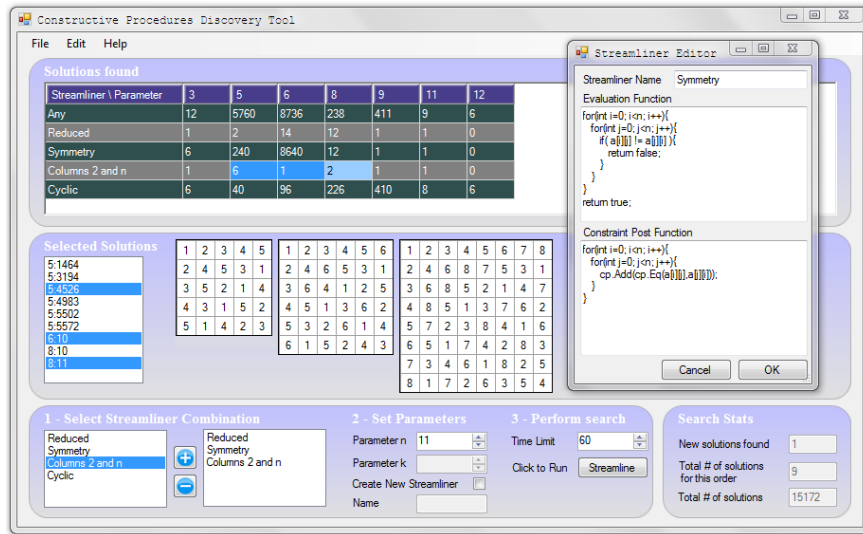 Constructive Procedures Discovery Tool
File Edit Help
Solutions found
Streamliner \ Parameter 3 5 6 8 9 11 12
Any 12 5760 8736 238 411 9 6
Reduced 1 2 14 12 1 1 0
Symmetry 6 240 8640 12 1 1 0
Columns 2 and n 1 6 1 2 1 1 0
Cyclic 6 40 96 226 410 8 6
Selected Solutions
5:1464
5:3194
5:4526
5:4983
5:5502
5:5572
6:10
8:10
8:11
1 2 3 4 5
2 4 5 3 1
3 5 2 1 4
4 3 1 5 2
5 1 4 2 3
1 2 3 4 5 6
2 4 6 5 3 1
3 6 4 1 2 5
4 5 1 3 6 2
5 3 2 6 1 4
6 1 5 2 4 3
1 2 3 4 5 6 7 8
2 4 6 8 7 5 3 1
3 6 8 5 2 1 4 7
4 8 5 1 3 7 6 2
5 7 2 3 8 4 1 6
6 5 1 7 4 2 8 3
7 3 4 6 1 8 2 5
8 1 7 2 6 3 5 4
Streamliner Editor
Streamliner Name Symmetry
Evaluation Function
for(int i=0; i<n; i++){
for(int j=0; j<n; j++){
if( a[i][j] != a[j][i] ){
return false;
}
}
}
return true;
Constraint Post Function
for(int i=0; i<n; i++){
for(int j=0; j<n; j++){
cp.Add(cp.Eq(a[i][j],a[j][i]));
}
}
Cancel OK
1 - Select Streamliner Combination
Reduced
Symmetry
Columns 2 and n
Cyclic
Reduced
Symmetry
Columns 2 and n
2 - Set Parameters
Parameter n 11
Parameter k
Create New Streamliner
Name
3 - Perform search
Time Limit 60
Click to Run Streamline
Search Stats
New solutions found 1
Total # of solutions
for this order 9
Total # of solutions 15172